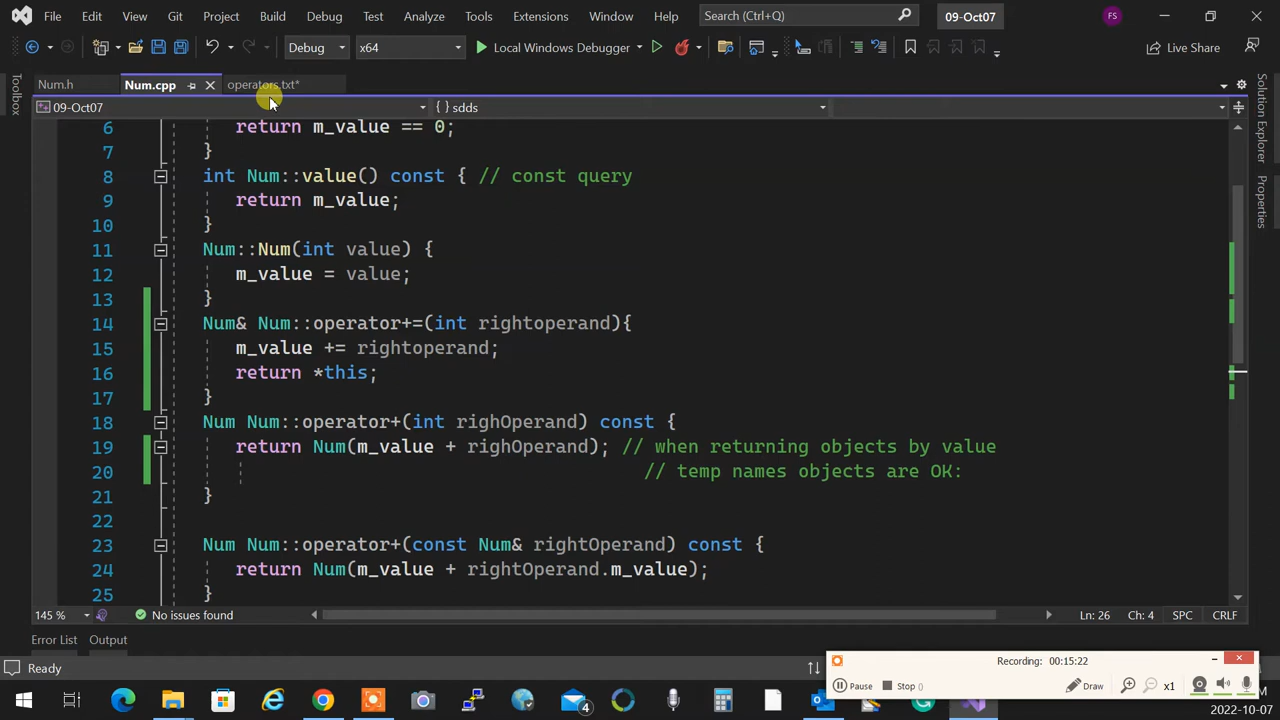 File Edit View Git Project Build Debug Test Analyze Tools Extensions Window Help Search (Ctrl+Q) 09-Oct07 FS
Debug x64 Local Windows Debugger Live Share
Num.h Num.cpp operators.txt*
09-Oct07 { } sdds
Toolbox
Solution Explorer
Properties
6 return m_value == 0;
7 }
8 int Num::value() const { // const query
9 return m_value;
10 }
11 Num::Num(int value) {
12 m_value = value;
13 }
14 Num& Num::operator+=(int rightoperand){
15 m_value += rightoperand;
16 return *this;
17 }
18 Num Num::operator+(int righOperand) const {
19 return Num(m_value + righOperand); // when returning objects by value
20 // temp names objects are OK:
21 }
22
23 Num Num::operator+(const Num& rightOperand) const {
24 return Num(m_value + rightOperand.m_value);
25 }
145 % No issues found Ln: 26 Ch: 4 SPC CRLF
Error List Output
Ready
Recording: 00:15:22
Pause Stop () Draw x1
4
2022-10-07